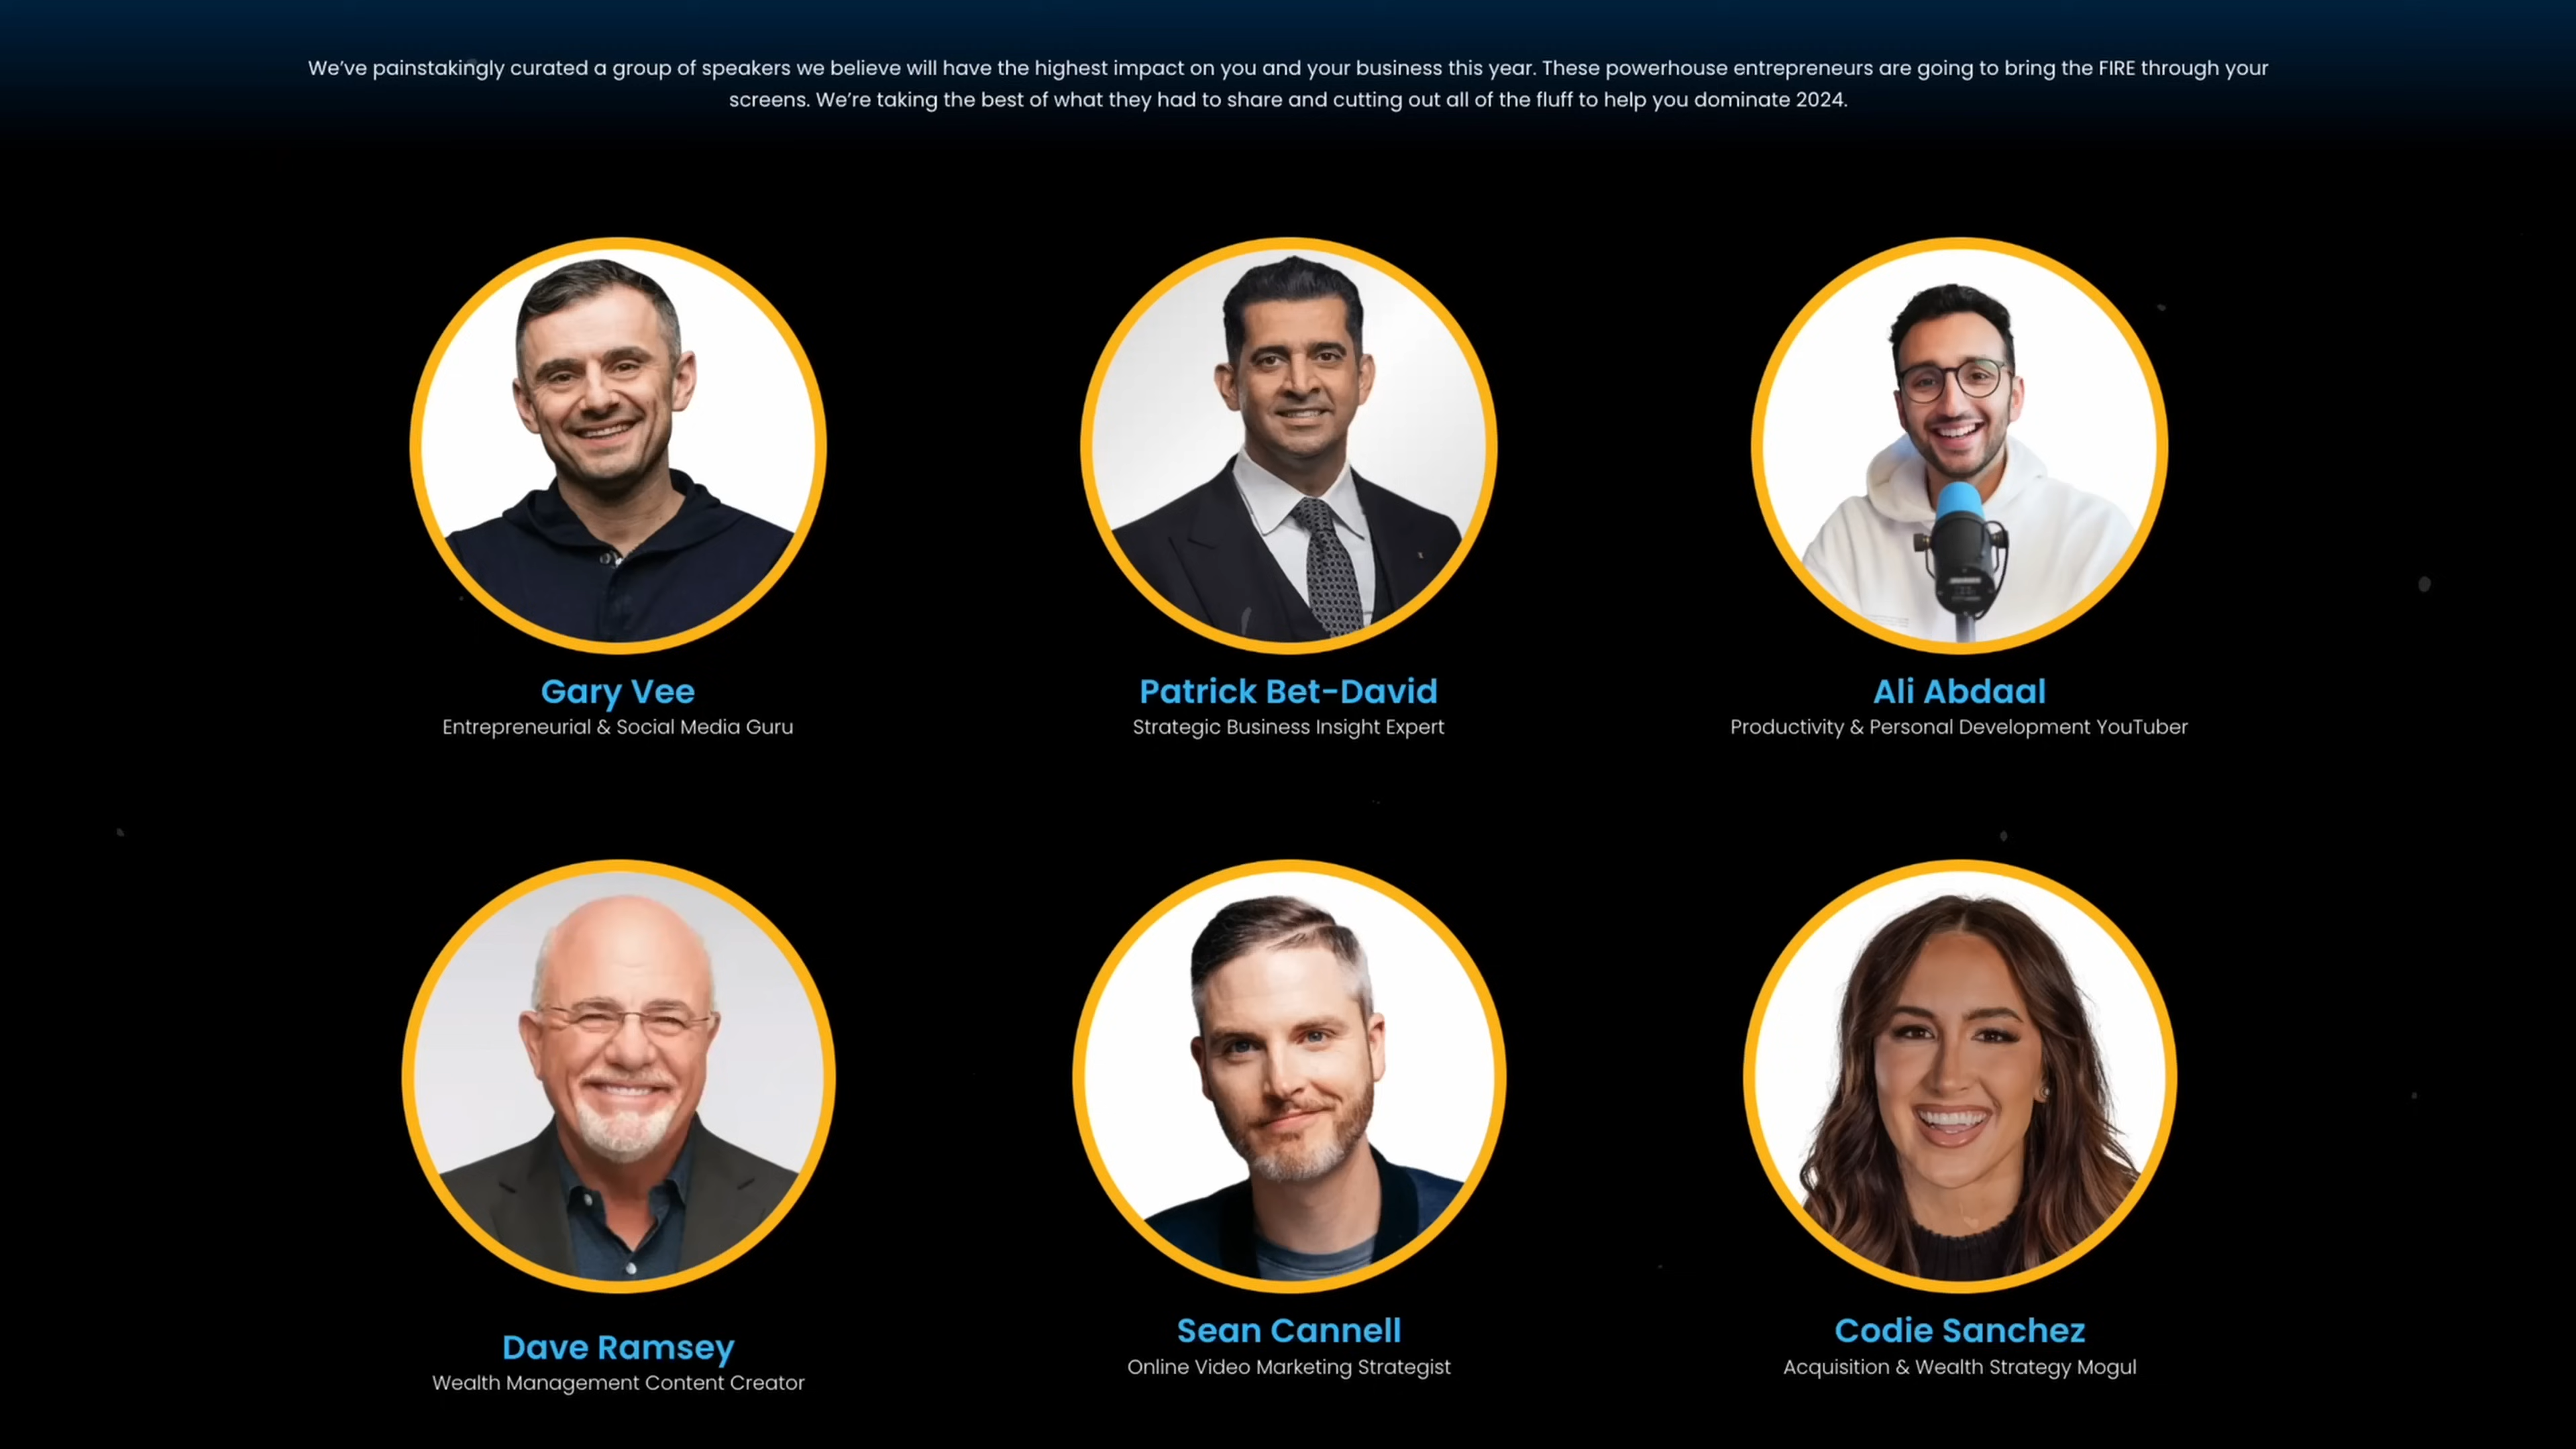 We've painstakingly curated a group of speakers we believe will have the highest impact on you and your business this year. These powerhouse entrepreneurs are going to bring the FIRE through your
screens. We're taking the best of what they had to share and cutting out all of the fluff to help you dominate 2024.
Gary Vee
Entrepreneurial & Social Media Guru
Patrick Bet-David
Strategic Business Insight Expert
Ali Abdaal
Productivity & Personal Development YouTuber
Dave Ramsey
Wealth Management Content Creator
Sean Cannell
Online Video Marketing Strategist
Codie Sanchez
Acquisition & Wealth Strategy Mogul